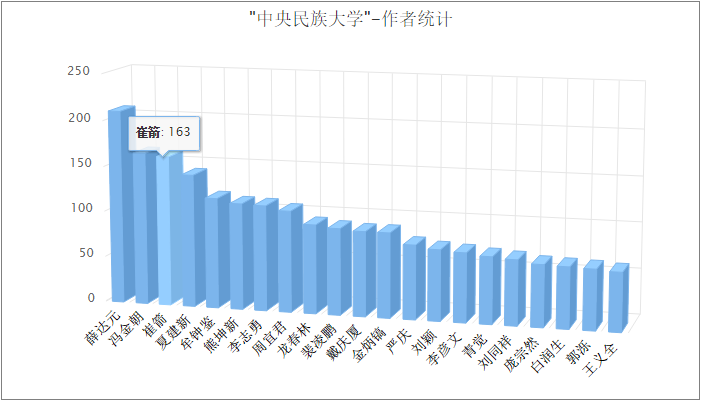 "中央民族大学"-作者统计
250
200
150
100
50
0
崔箭: 163
薛达元
冯金朝
崔箭
夏建新
牟钟鉴
熊坤新
李志勇
周宜君
龙春林
裴凌鹏
戴庆厦
金炳镐
严庆
刘颖
李彦文
青觉
刘同祥
庞宗然
白润生
郭泺
王义全